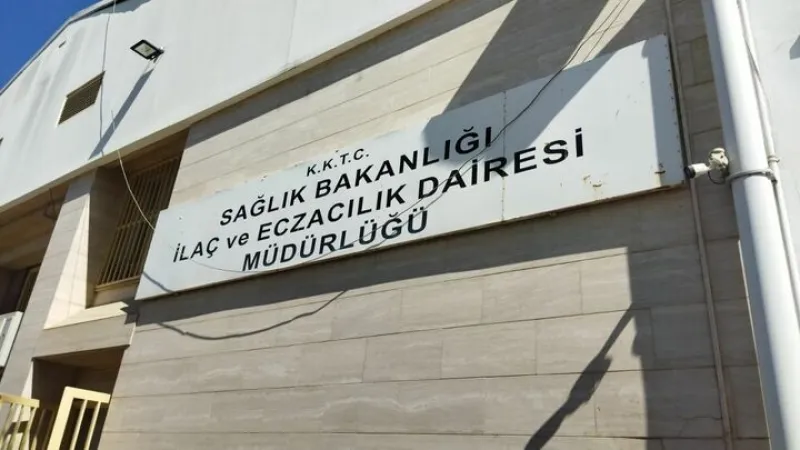 K.K.T.C.
SAĞLIK BAKANLIĞI
İLAÇ ve ECZACILIK DAİRESİ
MÜDÜRLÜĞÜ